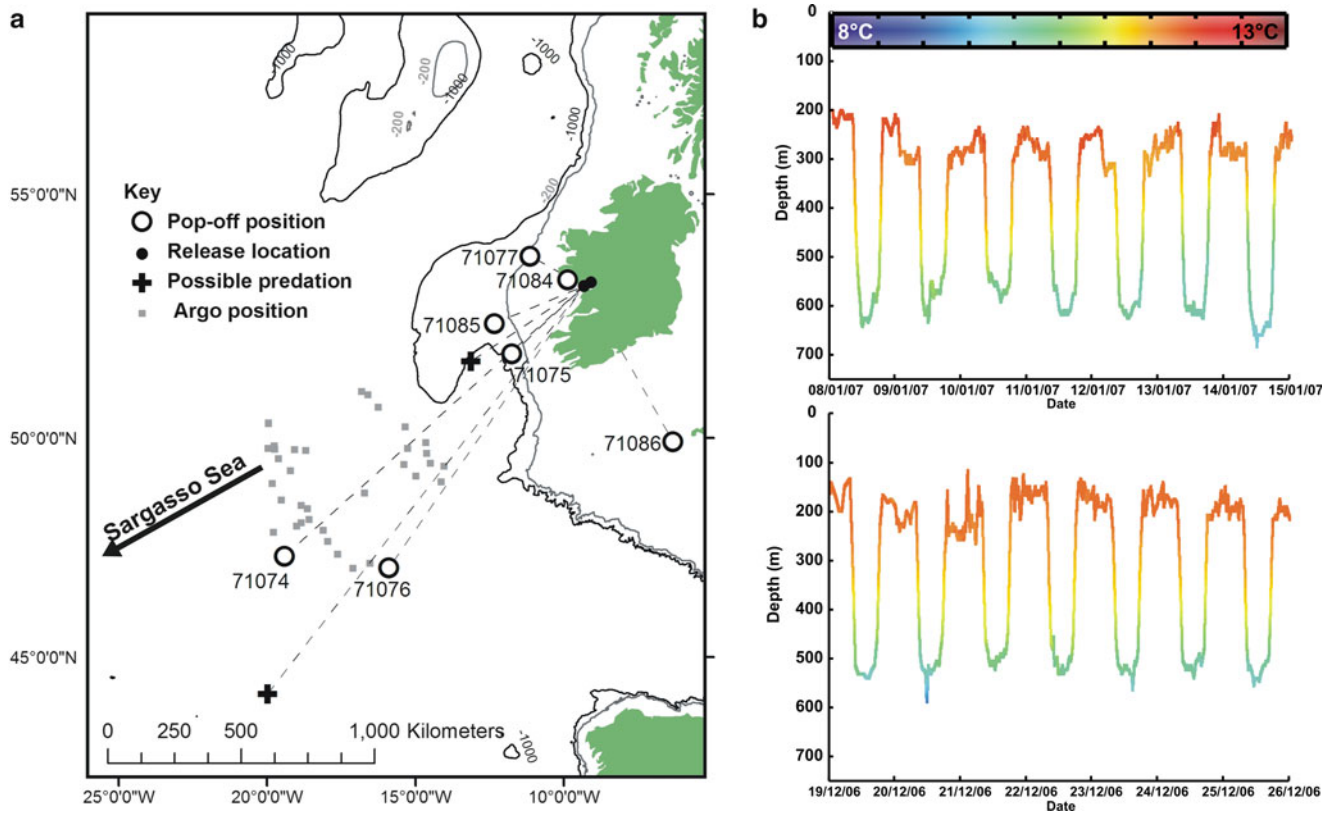 a
-1000
-200
-1000
-200
-1000
-1000
-200
55°0'0"N
50°0'0"N
45°0'0"N
Key
Pop-off position
Release location
Possible predation
Argo position
71077
71084
71085
71075
71086
Sargasso Sea
71074
71076
0 250 500 1,000 Kilometers
-1000
25°0'0"W 20°0'0"W 15°0'0"W 10°0'0"W
b
8°C 13°C
0
100
200
300
400
500
600
700
Depth (m)
08/01/07 09/01/07 10/01/07 11/01/07 12/01/07 13/01/07 14/01/07 15/01/07
Date
0
100
200
300
400
500
600
700
Depth (m)
19/12/06 20/12/06 21/12/06 22/12/06 23/12/06 24/12/06 25/12/06 26/12/06
Date